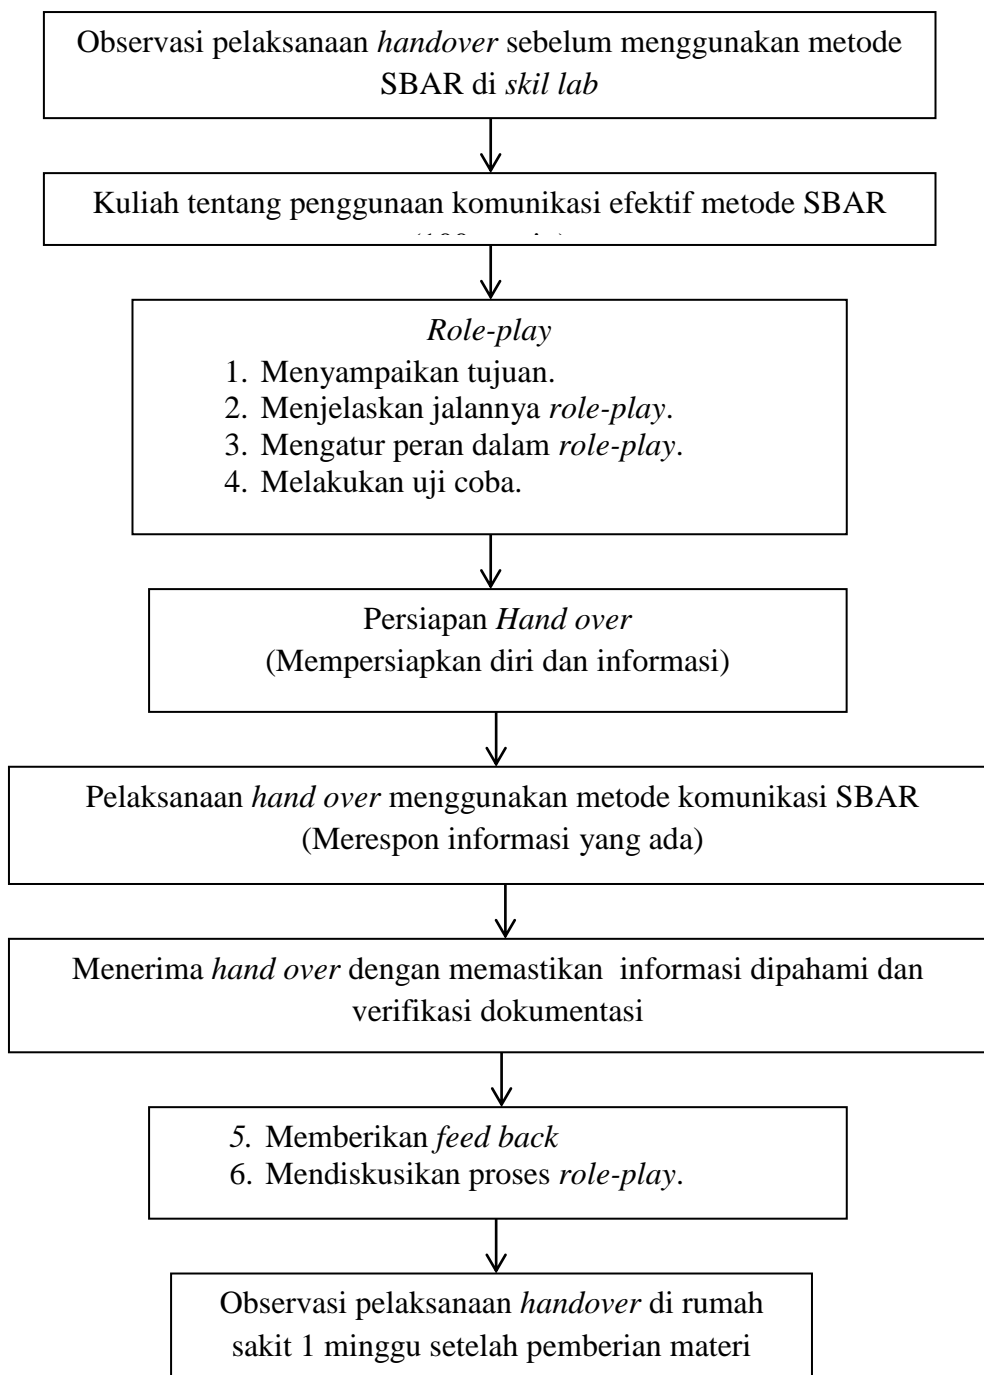 Observasi pelaksanaan handover sebelum menggunakan metode
SBAR di skil lab
Kuliah tentang penggunaan komunikasi efektif metode SBAR
Role-play
1. Menyampaikan tujuan.
2. Menjelaskan jalannya role-play.
3. Mengatur peran dalam role-play.
4. Melakukan uji coba.
Persiapan Hand over
(Mempersiapkan diri dan informasi)
Pelaksanaan hand over menggunakan metode komunikasi SBAR
(Merespon informasi yang ada)
Menerima hand over dengan memastikan informasi dipahami dan
verifikasi dokumentasi
5. Memberikan feed back
6. Mendiskusikan proses role-play.
Observasi pelaksanaan handover di rumah
sakit 1 minggu setelah pemberian materi